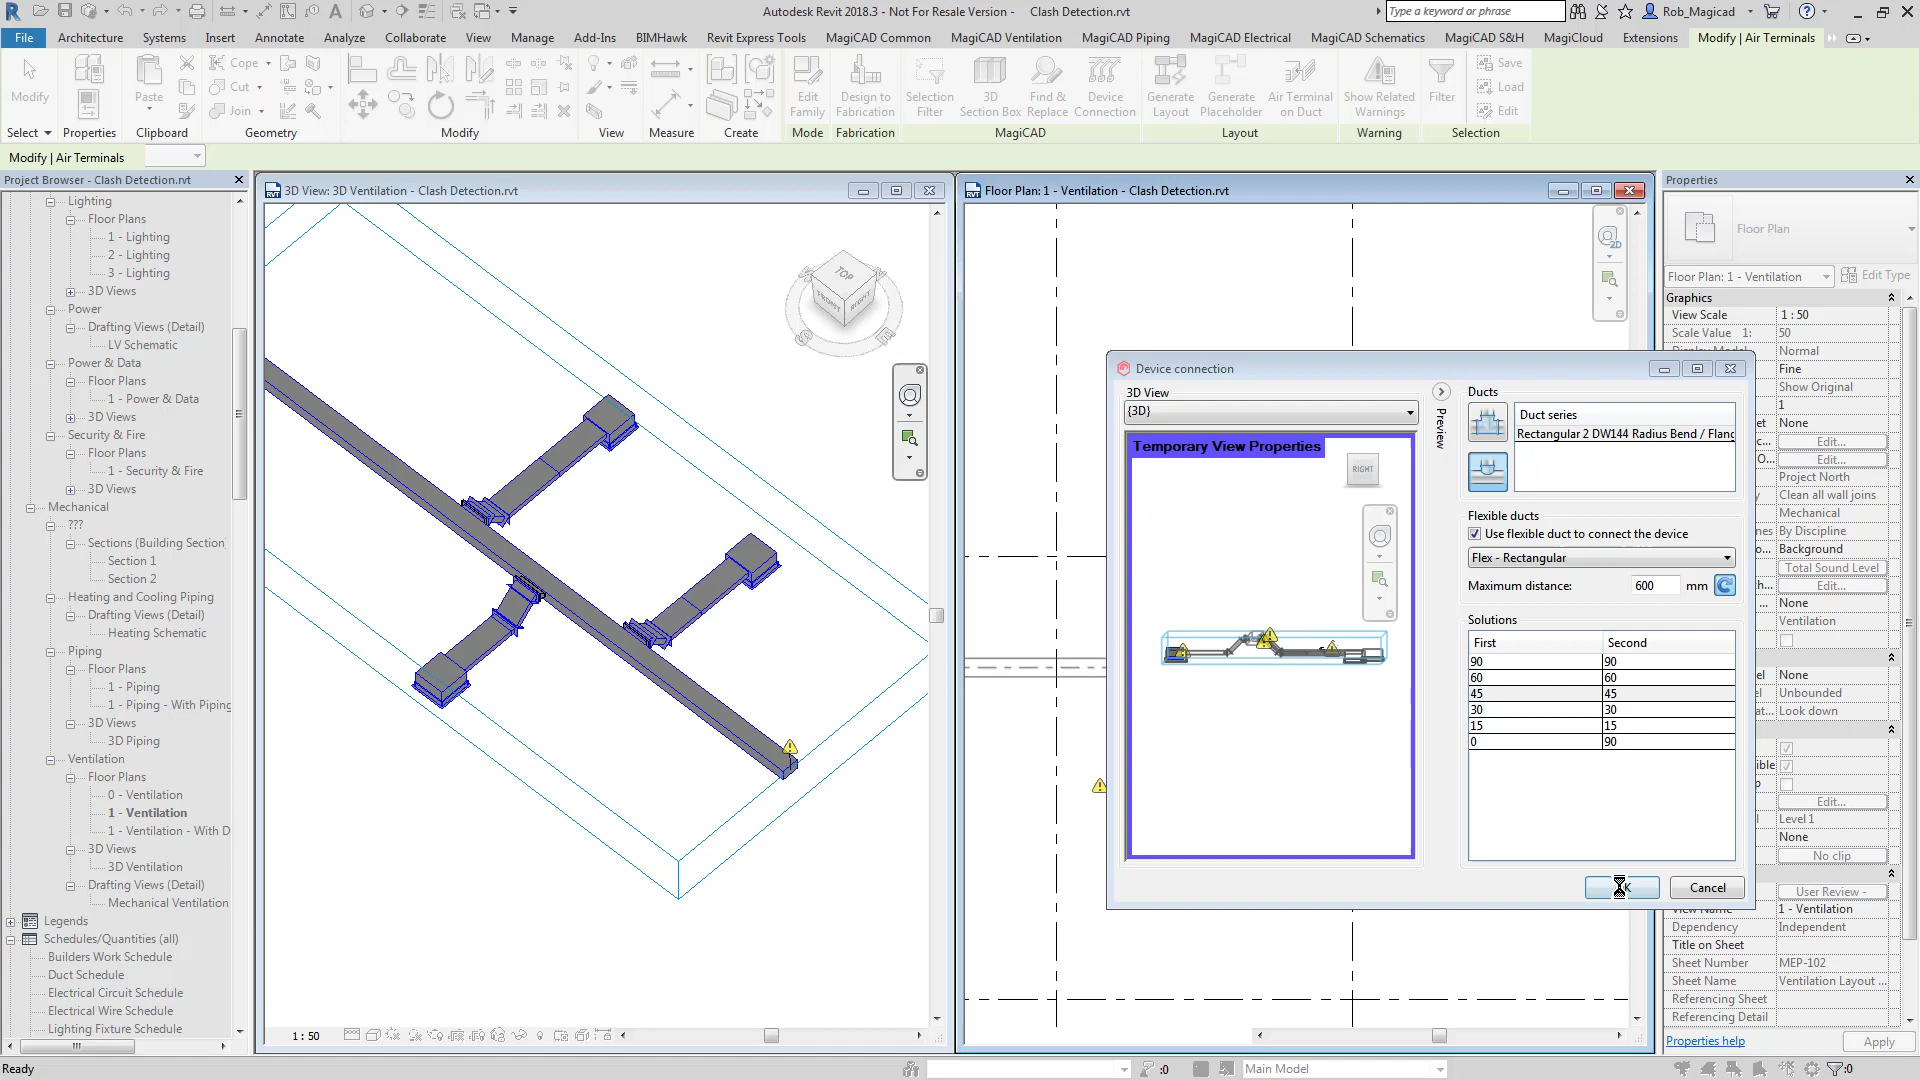 Autodesk Revit 2018.3 - Not For Resale Version - Clash Detection.rvt
Type a keyword or phrase
Rob_Magicad
File Architecture Systems Insert Annotate Analyze Collaborate View Manage Add-Ins BIMHawk Revit Express Tools MagiCAD Common MagiCAD Ventilation MagiCAD Piping MagiCAD Electrical MagiCAD Schematics MagiCAD S&H MagiCloud Extensions Modify | Air Terminals
Modify
Paste
Cope
Cut
Join
Edit Family
Design to Fabrication
Selection Filter
3D Section Box
Find & Replace
Device Connection
Generate Layout
Generate Placeholder
Air Terminal on Duct
Show Related Warnings
Filter
Save
Load
Edit
Select Properties Clipboard Geometry Modify View Measure Create Mode Fabrication MagiCAD Layout Warning Selection
Modify | Air Terminals
Project Browser - Clash Detection.rvt
Lighting
Floor Plans
1 - Lighting
2 - Lighting
3 - Lighting
3D Views
Power
Drafting Views (Detail)
LV Schematic
Power & Data
Floor Plans
1 - Power & Data
3D Views
Security & Fire
Floor Plans
1 - Security & Fire
3D Views
Mechanical
???
Sections (Building Section)
Section 1
Section 2
Heating and Cooling Piping
Drafting Views (Detail)
Heating Schematic
Piping
Floor Plans
1 - Piping
1 - Piping - With Piping
3D Views
3D Piping
Ventilation
Floor Plans
0 - Ventilation
1 - Ventilation
1 - Ventilation - With D
3D Views
3D Ventilation
Drafting Views (Detail)
Mechanical Ventilation
Legends
Schedules/Quantities (all)
Builders Work Schedule
Duct Schedule
Electrical Circuit Schedule
Electrical Wire Schedule
Lighting Fixture Schedule
3D View: 3D Ventilation - Clash Detection.rvt
TOP
FRONT
RIGHT
S
E
1 : 50
Floor Plan: 1 - Ventilation - Clash Detection.rvt
2D
Device connection
3D View
{3D}
Temporary View Properties
RIGHT
Preview
Ducts
Duct series
Rectangular 2 DW144 Radius Bend / Flanc
Flexible ducts
Use flexible duct to connect the device
Flex - Rectangular
Maximum distance: 600 mm
Solutions
First Second
90 90
60 60
45 45
30 30
15 15
0 90
Cancel
Properties
Floor Plan
Floor Plan: 1 - Ventilation
Edit Type
Graphics
View Scale 1 : 50
Scale Value 1: 50
Normal
Fine
Show Original
1
None
Edit...
Edit...
Project North
Clean all wall joins
Mechanical
By Discipline
Background
Total Sound Level
Edit...
None
Ventilation
None
Unbounded
Look down
Edit...
Level 1
None
No clip
User Review -
View Name 1 - Ventilation
Dependency Independent
Title on Sheet
Sheet Number MEP-102
Sheet Name Ventilation Layout ...
Referencing Sheet
Referencing Detail
Properties help
Apply
Ready
:0
Main Model
:0